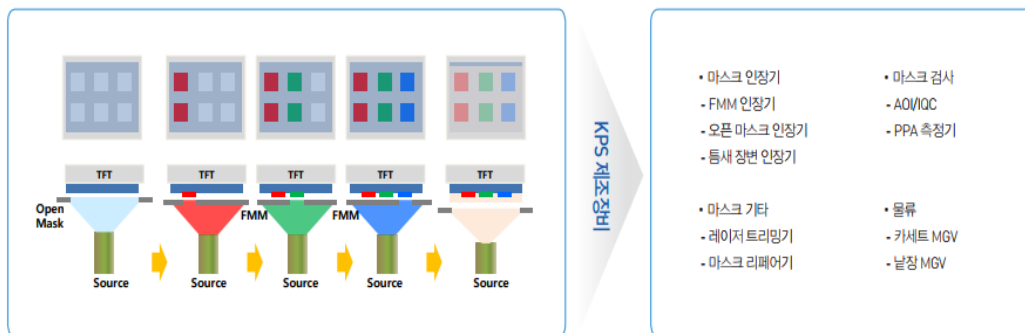 TFT
TFT
TFT
TFT
TFT
Open
Mask
FMM
FMM
Source
Source
Source
Source
Source
KPS 제조장비
• 마스크 인장기
- FMM 인장기
- 오픈 마스크 인장기
- 틈새 장변 인장기
• 마스크 검사
- AOI/IQC
- PPA 측정기
• 마스크 기타
- 레이저 트리밍기
- 마스크 리페어기
• 물류
- 카세트 MGV
- 낱장 MGV